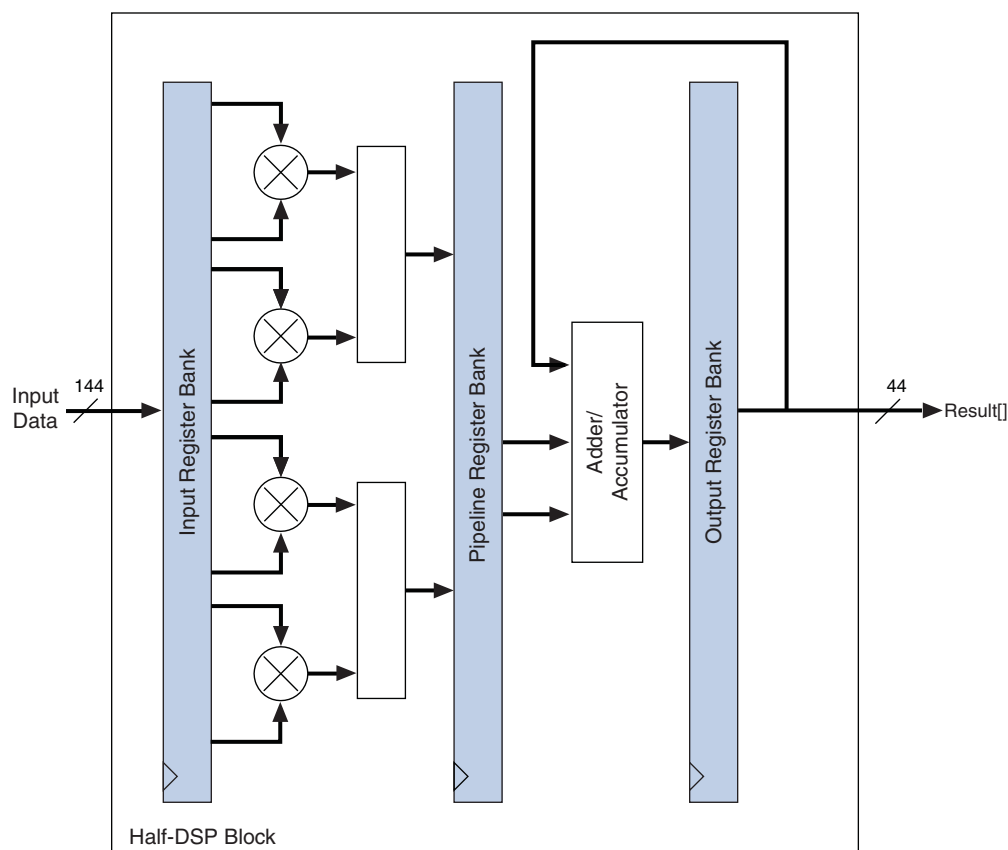 Input
Data
144
Input Register Bank
Pipeline Register Bank
Adder/
Accumulator
Output Register Bank
44
Result[]
Half-DSP Block